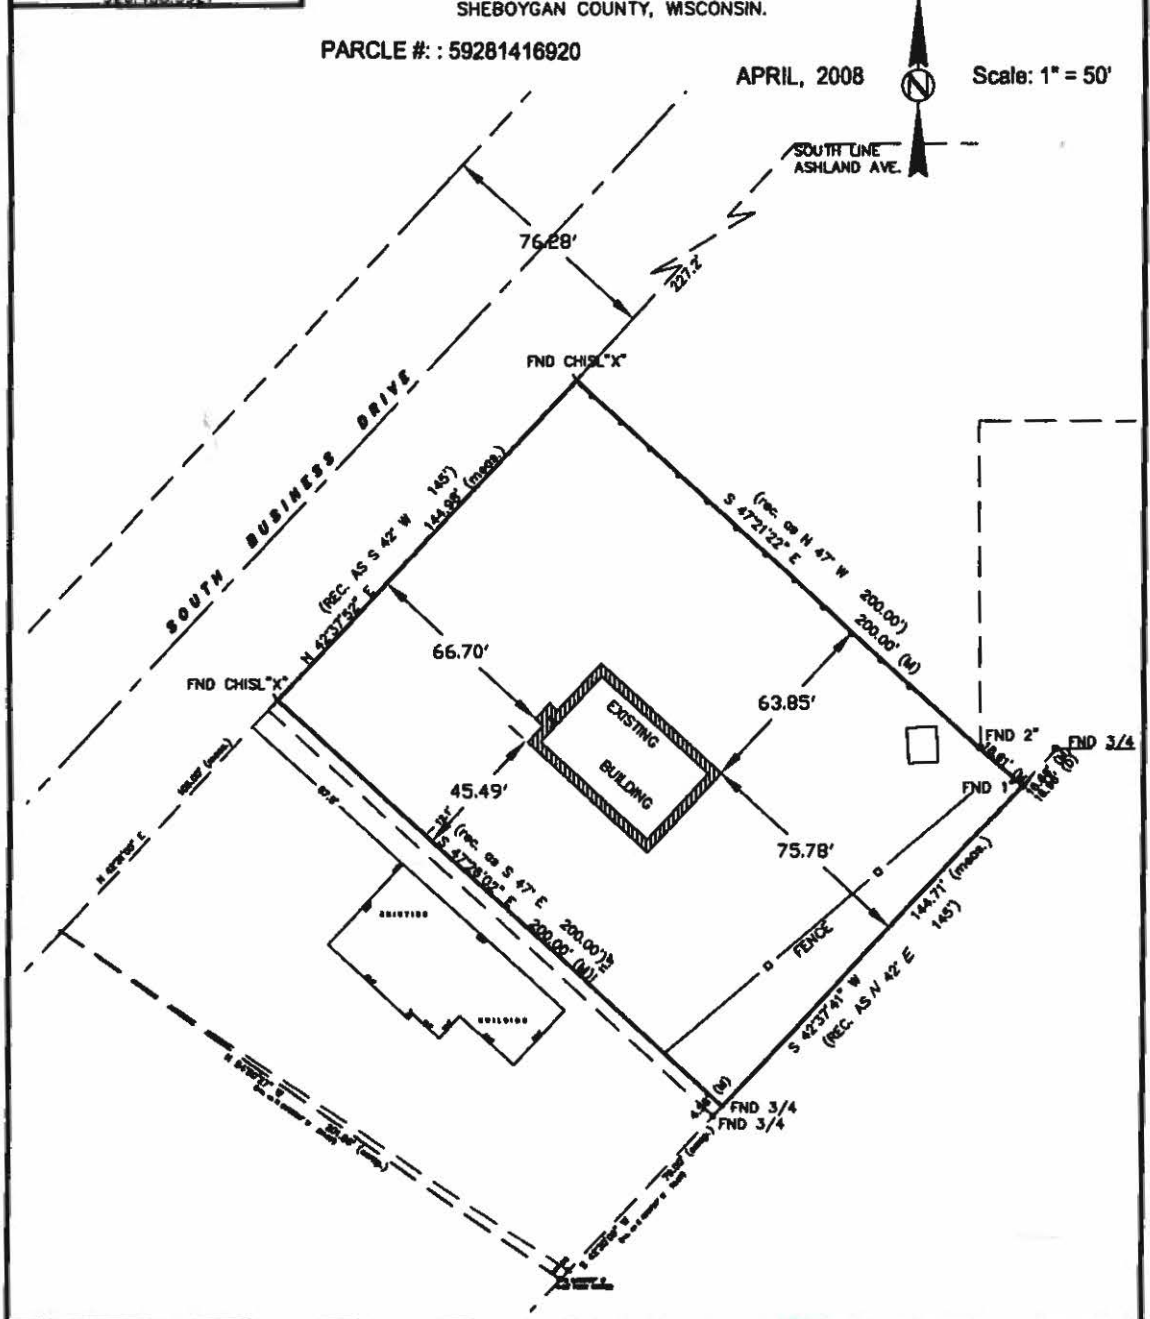 SHEBOYGAN COUNTY, WISCONSIN.
PARCLE #: : 59281416920
APRIL, 2008
N
Scale: 1" = 50'
SOUTH LINE
ASHLAND AVE.
76.28'
227.2'
FND CHISL"X"
SOUTH BUSINESS DRIVE
(REC. AS S 42° W 145')
N 42°37'52" E 144.95' (meas.)
(rec. as N 47° W 200.00')
S 47°21'22" E 200.00' (M)
66.70'
63.85'
FND CHISL"X"
EXISTING
BUILDING
FND 2"
FND 3/4
FND 1"
45.49'
75.78'
(rec. as S 47° E 200.00')
S 47°28'02" E 200.00' (M)
144.71' (meas.)
S 42°37'41" W
(REC. AS N 42° E 145')
FENCE
EXISTING
BUILDING
FND 3/4
FND 3/4